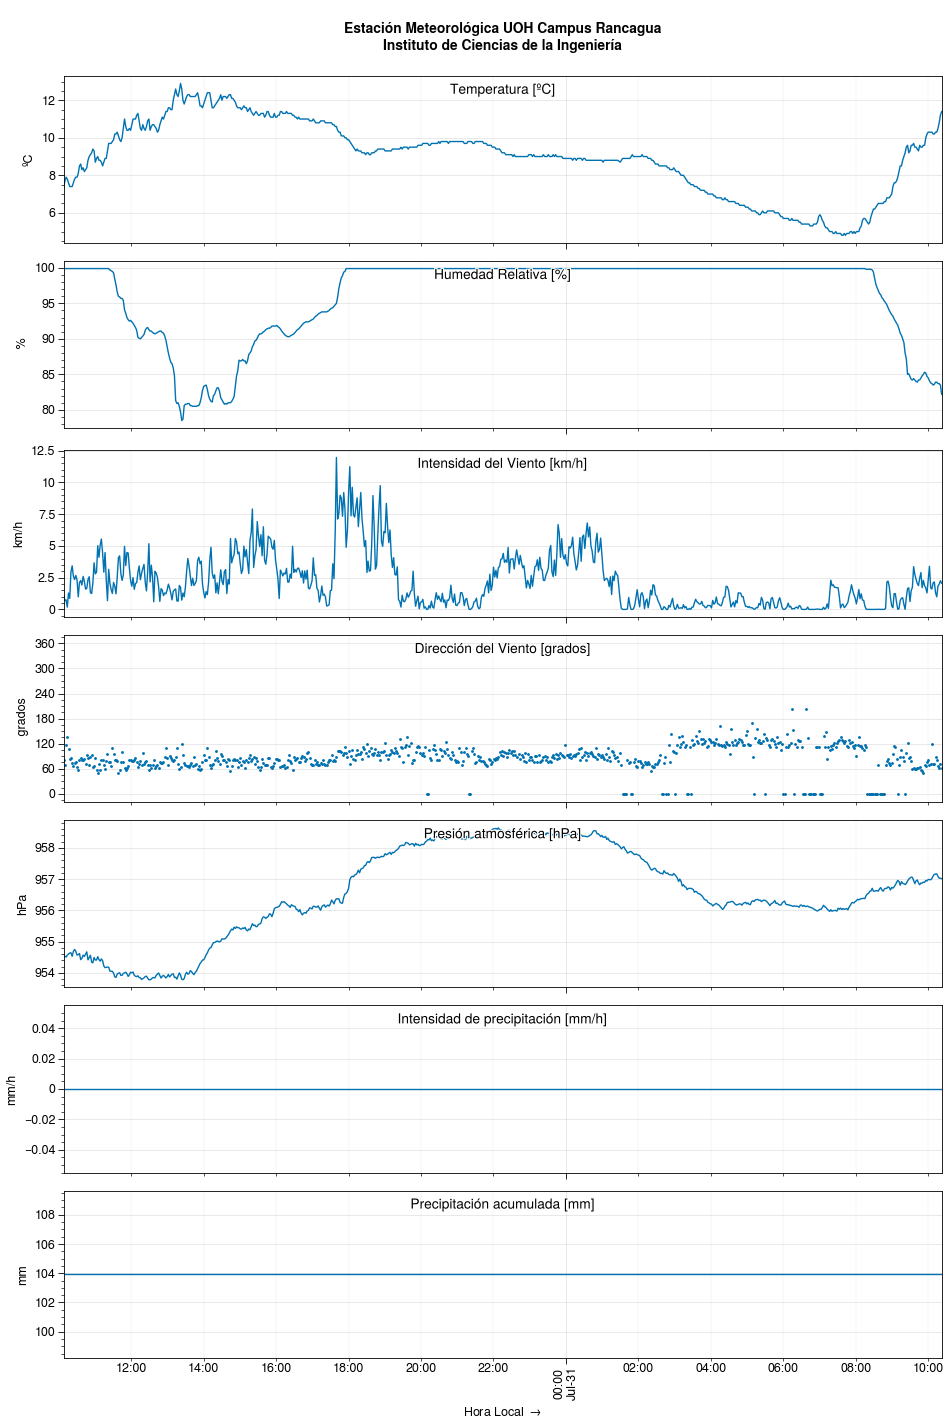 Estación Meteorológica UOH Campus Rancagua
Instituto de Ciencias de la Ingeniería
Temperatura [ºC]
ºC
12
10
8
6
Humedad Relativa [%]
%
100
95
90
85
80
Intensidad del Viento [km/h]
km/h
12.5
10
7.5
5
2.5
0
Dirección del Viento [grados]
grados
360
300
240
180
120
60
0
Presión atmosférica [hPa]
hPa
958
957
956
955
954
Intensidad de precipitación [mm/h]
mm/h
0.04
0.02
0
−0.02
−0.04
Precipitación acumulada [mm]
mm
108
106
104
102
100
12:00 14:00 16:00 18:00 20:00 22:00 00:00 02:00 04:00 06:00 08:00 10:00
Jul-31
Hora Local →